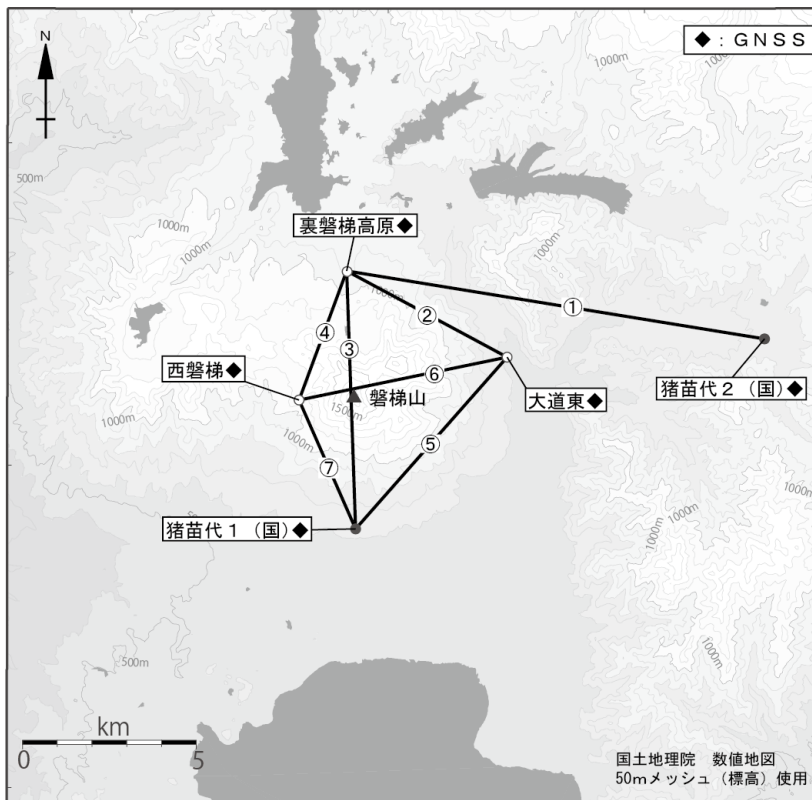 N
◆：ＧＮＳＳ
1000m
1000m
500m
1000m
1000m
裏磐梯高原◆
1000m
1000m
①
②
④
③
西磐梯◆
⑥
磐梯山
大道東◆
猪苗代２（国）◆
1500m
1000m
⑤
⑦
1000m
1000m
1000m
猪苗代１（国）◆
500m
1000m
km
0
5
国土地理院 数値地図
50mメッシュ（標高）使用